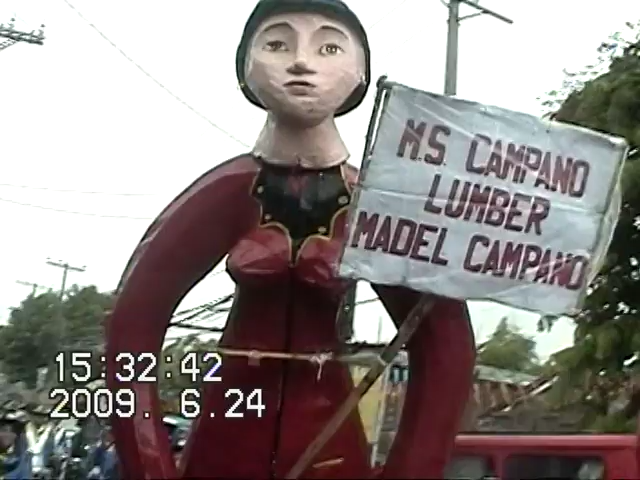 M.S. CAMPANO
LUMBER
MADEL CAMPANO
15:32:42
2009. 6.24